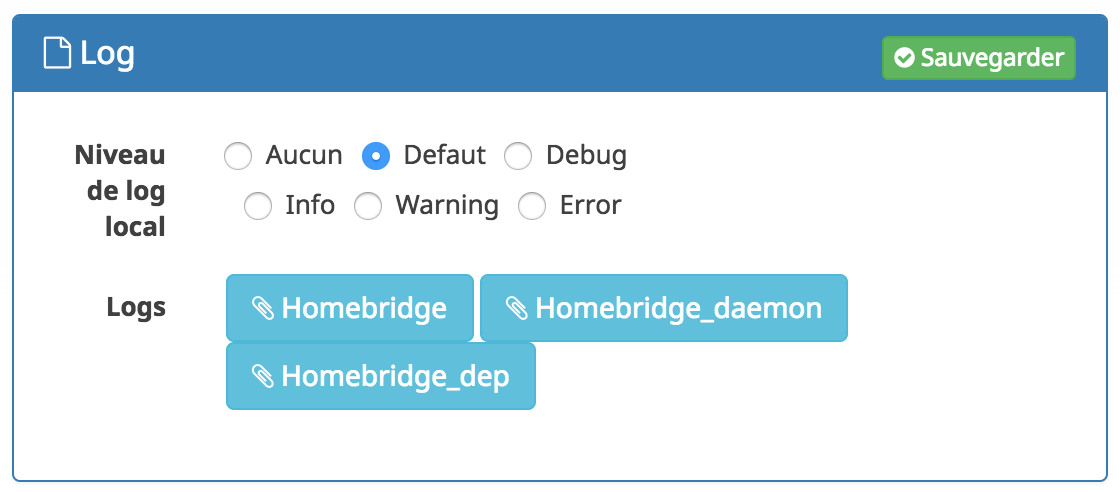 Log
Sauvegarder
Niveau
de log
local
Aucun Defaut Debug
Info Warning Error
Logs
Homebridge Homebridge_daemon
Homebridge_dep